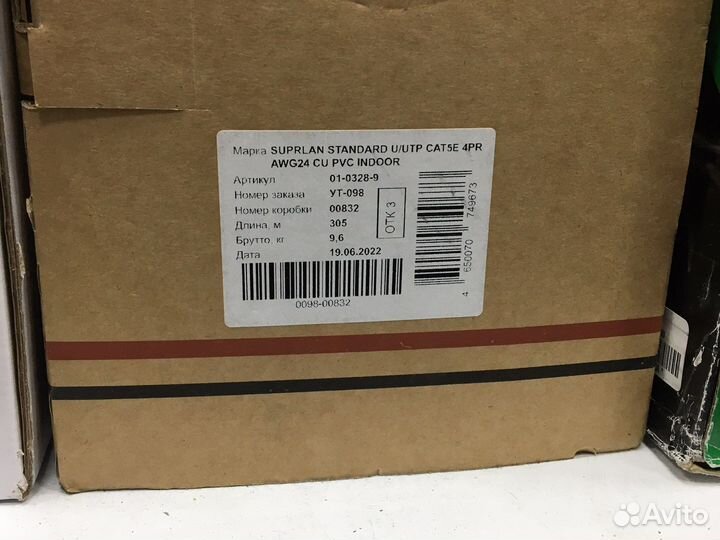 Марка SUPRLAN STANDARD U/UTP CAT5E 4PR
AWG24 CU PVC INDOOR
Артикул 01-0328-9
Номер заказа УТ-098
Номер коробки 00832
Длина, м 305
Брутто, кг 9,6
Дата 19.06.2022
ОТК 3
0098-00832
4 650070 749673
Avito